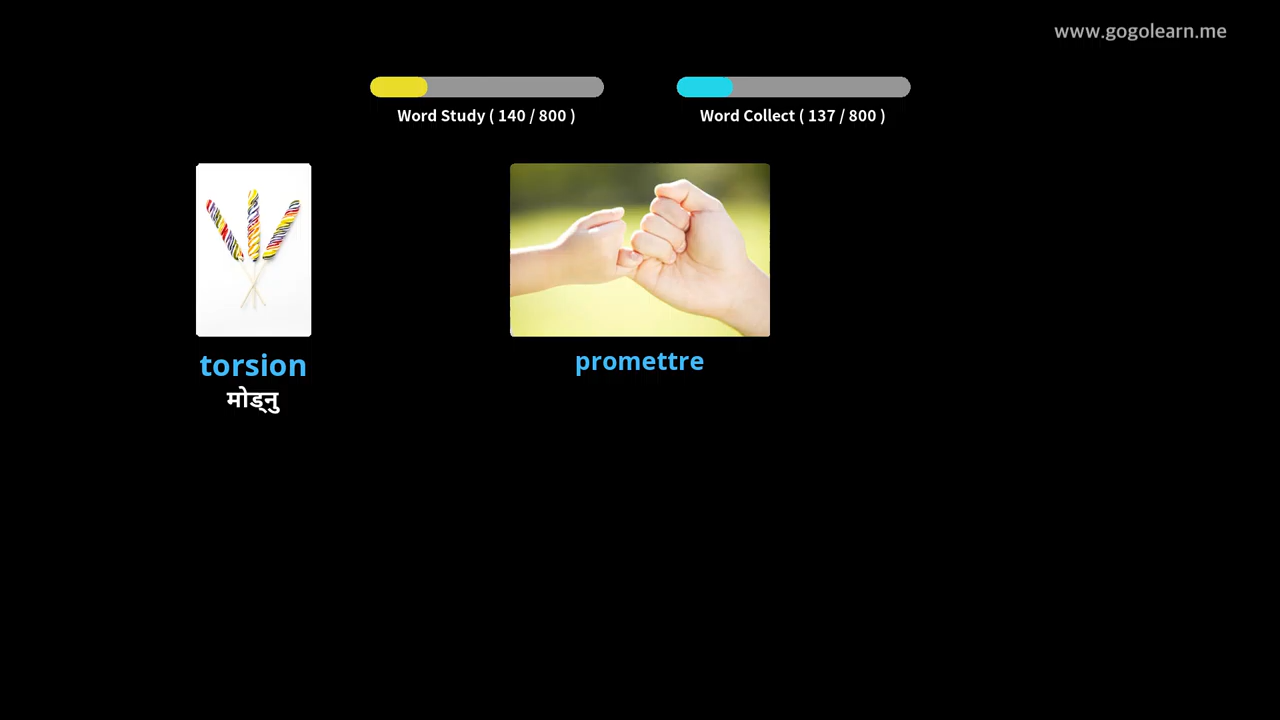 www.gogolearn.me
Word Study ( 140 / 800 )
Word Collect ( 137 / 800 )
torsion
मोड्नु
promettre